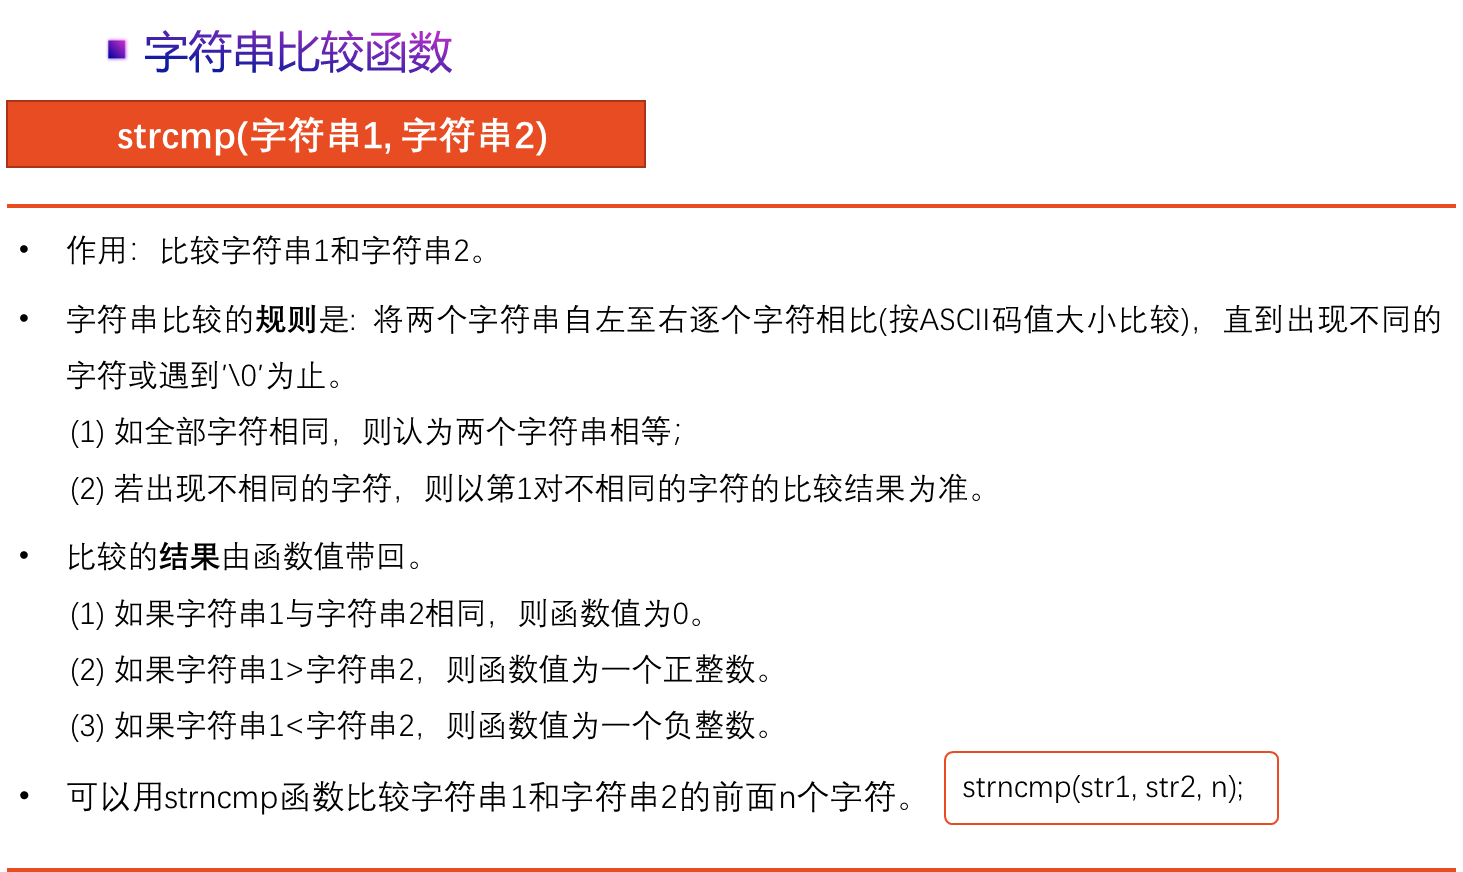 字符串比较函数
strcmp(字符串1, 字符串2)
• 作用：比较字符串1和字符串2。
• 字符串比较的规则是: 将两个字符串自左至右逐个字符相比(按ASCII码值大小比较)，直到出现不同的
字符或遇到'\0'为止。
(1) 如全部字符相同，则认为两个字符串相等;
(2) 若出现不相同的字符，则以第1对不相同的字符的比较结果为准。
• 比较的结果由函数值带回。
(1) 如果字符串1与字符串2相同，则函数值为0。
(2) 如果字符串1>字符串2，则函数值为一个正整数。
(3) 如果字符串1<字符串2，则函数值为一个负整数。
• 可以用strncmp函数比较字符串1和字符串2的前面n个字符。
strncmp(str1, str2, n);